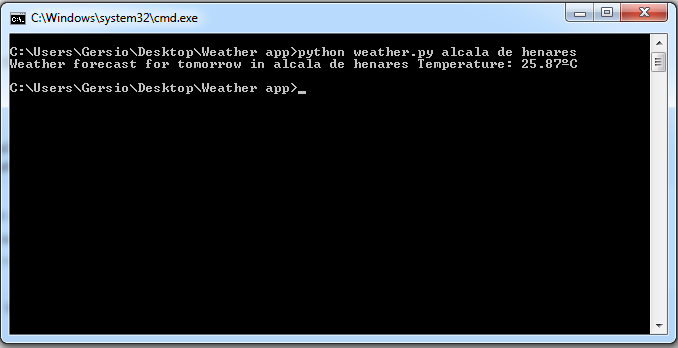 C:\Windows\system32\cmd.exe
C:\Users\Gersio\Desktop\Weather app>python weather.py alcala de henares
Weather forecast for tomorrow in alcala de henares Temperature: 25.87ºC
C:\Users\Gersio\Desktop\Weather app>_